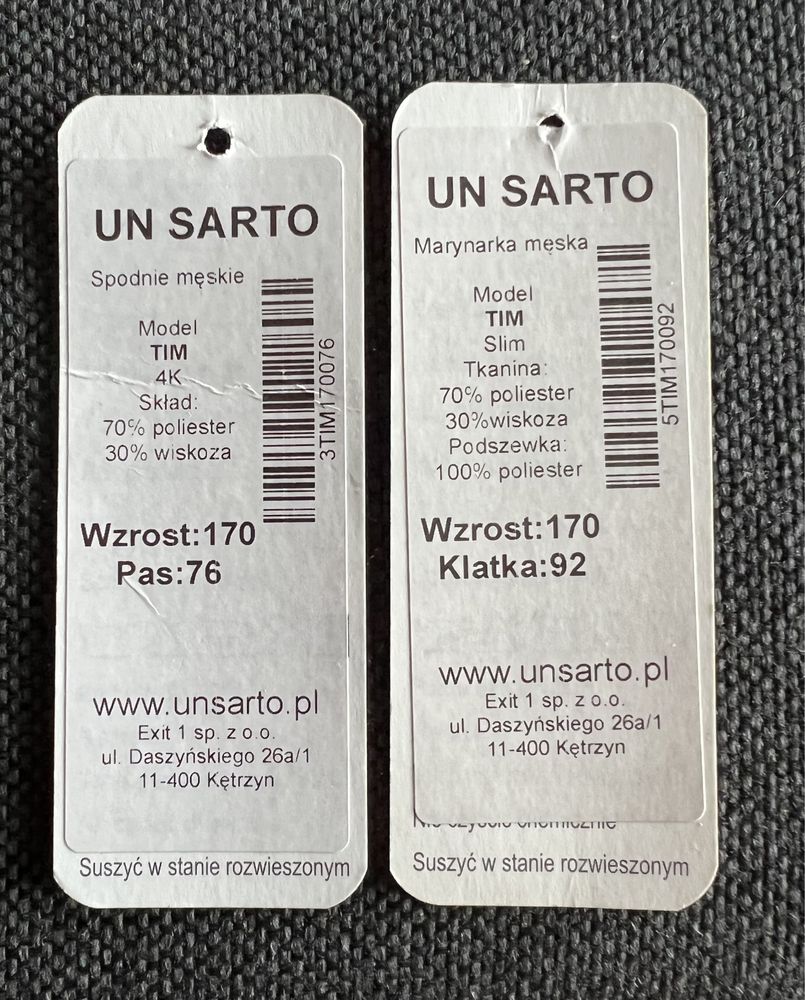 UN SARTO
Spodnie męskie
Model
TIM
4K
Skład:
70% poliester
30% wiskoza
3TIM170076
Wzrost:170
Pas:76
www.unsarto.pl
Exit 1 sp. z o.o.
ul. Daszyńskiego 26a/1
11-400 Kętrzyn
Suszyć w stanie rozwieszonym
UN SARTO
Marynarka męska
Model
TIM
Slim
Tkanina:
70% poliester
30%wiskoza
Podszewka:
100% poliester
5TIM170092
Wzrost:170
Klatka:92
www.unsarto.pl
Exit 1 sp. z o.o.
ul. Daszyńskiego 26a/1
11-400 Kętrzyn
Suszyć w stanie rozwieszonym